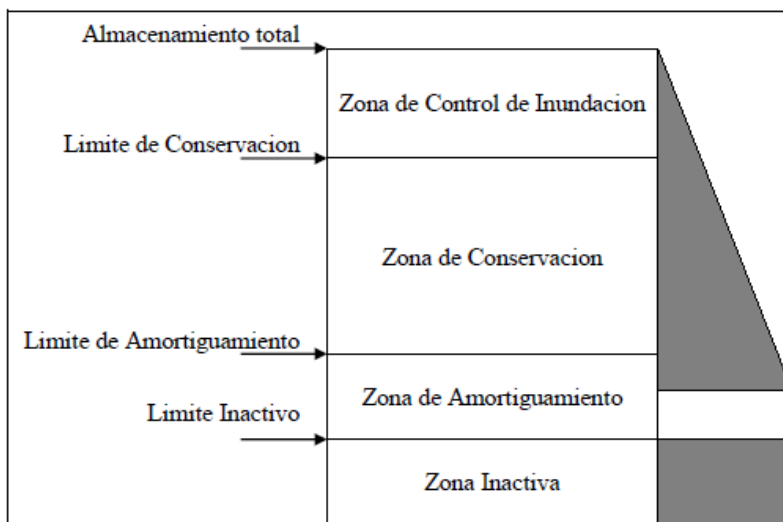 Almacenamiento total
Zona de Control de Inundacion
Limite de Conservacion
Zona de Conservacion
Limite de Amortiguamiento
Zona de Amortiguamiento
Limite Inactivo
Zona Inactiva